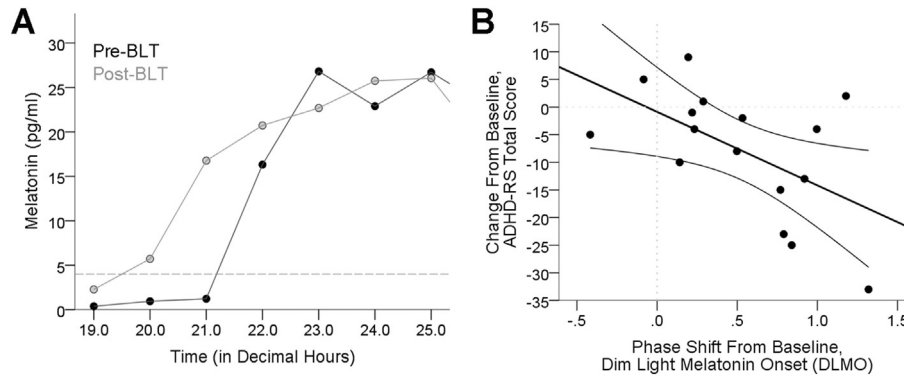 A
Pre-BLT
Post-BLT
Melatonin (pg/ml)
30
25
20
15
10
5
0
19.0 20.0 21.0 22.0 23.0 24.0 25.0
Time (in Decimal Hours)
B
Change From Baseline,
ADHD-RS Total Score
15
10
5
0
-5
-10
-15
-20
-25
-30
-35
-.5 .0 .5 1.0 1.5
Phase Shift From Baseline,
Dim Light Melatonin Onset (DLMO)